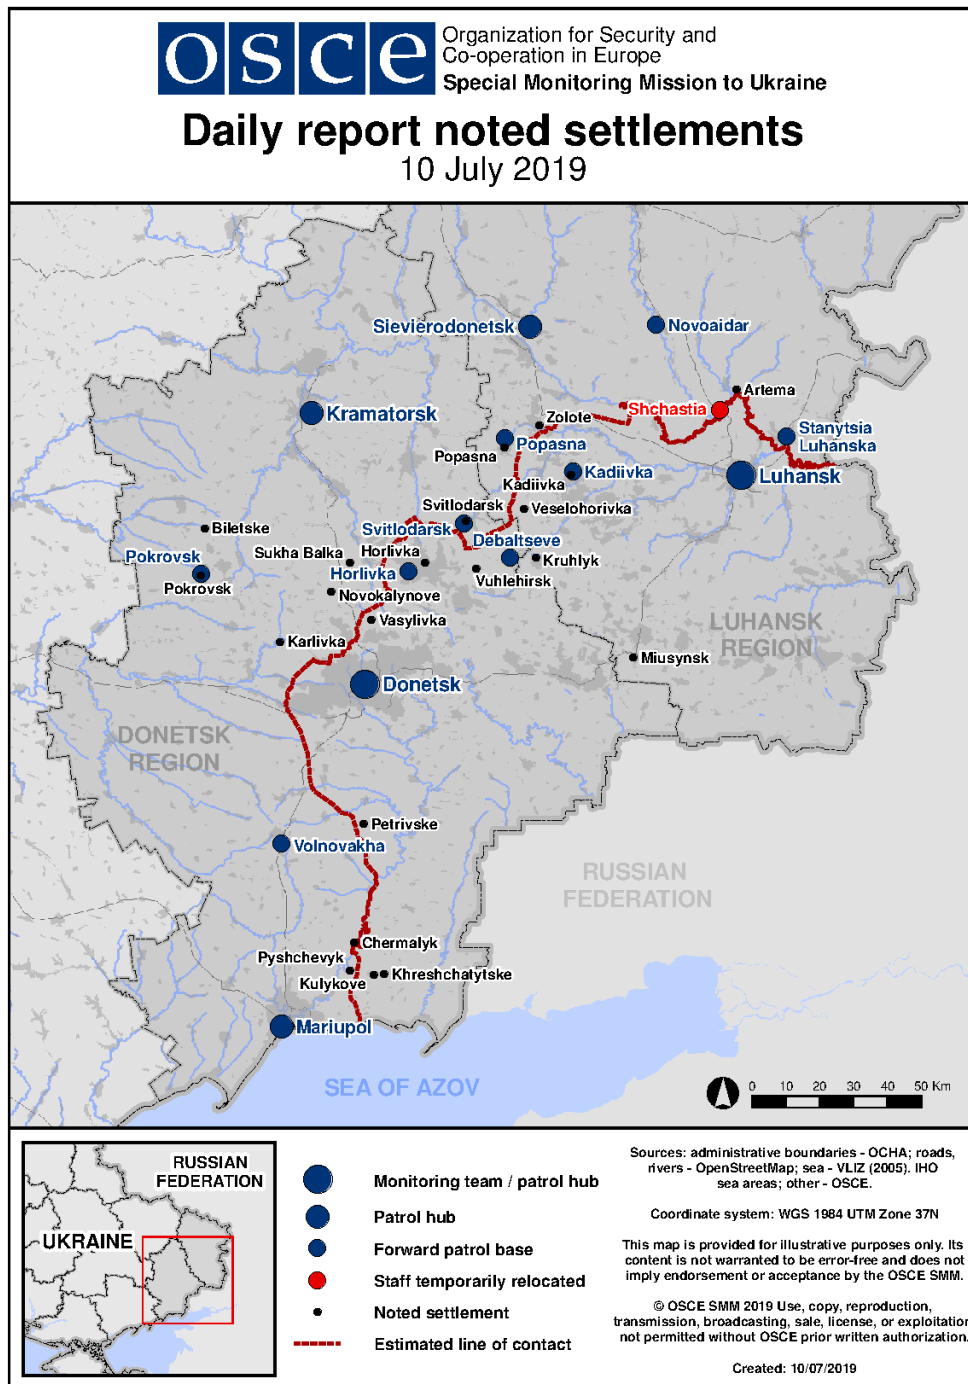 osce
Organization for Security and
Co-operation in Europe
Special Monitoring Mission to Ukraine
Daily report noted settlements
10 July 2019
Sievierodonetsk
Novoaidar
Artema
Kramatorsk
Shchastia
Zolote
Stanytsia
Luhanska
Popasna
Popasna
Kadiivka
Kadiivka
Luhansk
Svitlodarsk
Veselohorivka
Biletske
Svitlodarsk
Debaltseve
Pokrovsk
Sukha Balka
Horlivka
Kruhlyk
Horlivka
Vuhlehirsk
Pokrovsk
Novokalynove
Vasylivka
LUHANSK
REGION
Karlivka
Miusynsk
Donetsk
DONETSK
REGION
Petrivske
Volnovakha
RUSSIAN
FEDERATION
Chermalyk
Pyshchevyk
Khreshchatytske
Kulykove
Mariupol
SEA OF AZOV
0 10 20 30 40 50 Km
RUSSIAN
FEDERATION
UKRAINE
Monitoring team / patrol hub
Patrol hub
Forward patrol base
Staff temporarily relocated
Noted settlement
Estimated line of contact
Sources: administrative boundaries - OCHA; roads,
rivers - OpenStreetMap; sea - VLIZ (2005). IHO
sea areas; other - OSCE.
Coordinate system: WGS 1984 UTM Zone 37N
This map is provided for illustrative purposes only. Its
content is not warranted to be error-free and does not
imply endorsement or acceptance by the OSCE SMM.
© OSCE SMM 2019 Use, copy, reproduction,
transmission, broadcasting, sale, license, or exploitation
not permitted without OSCE prior written authorization.
Created: 10/07/2019